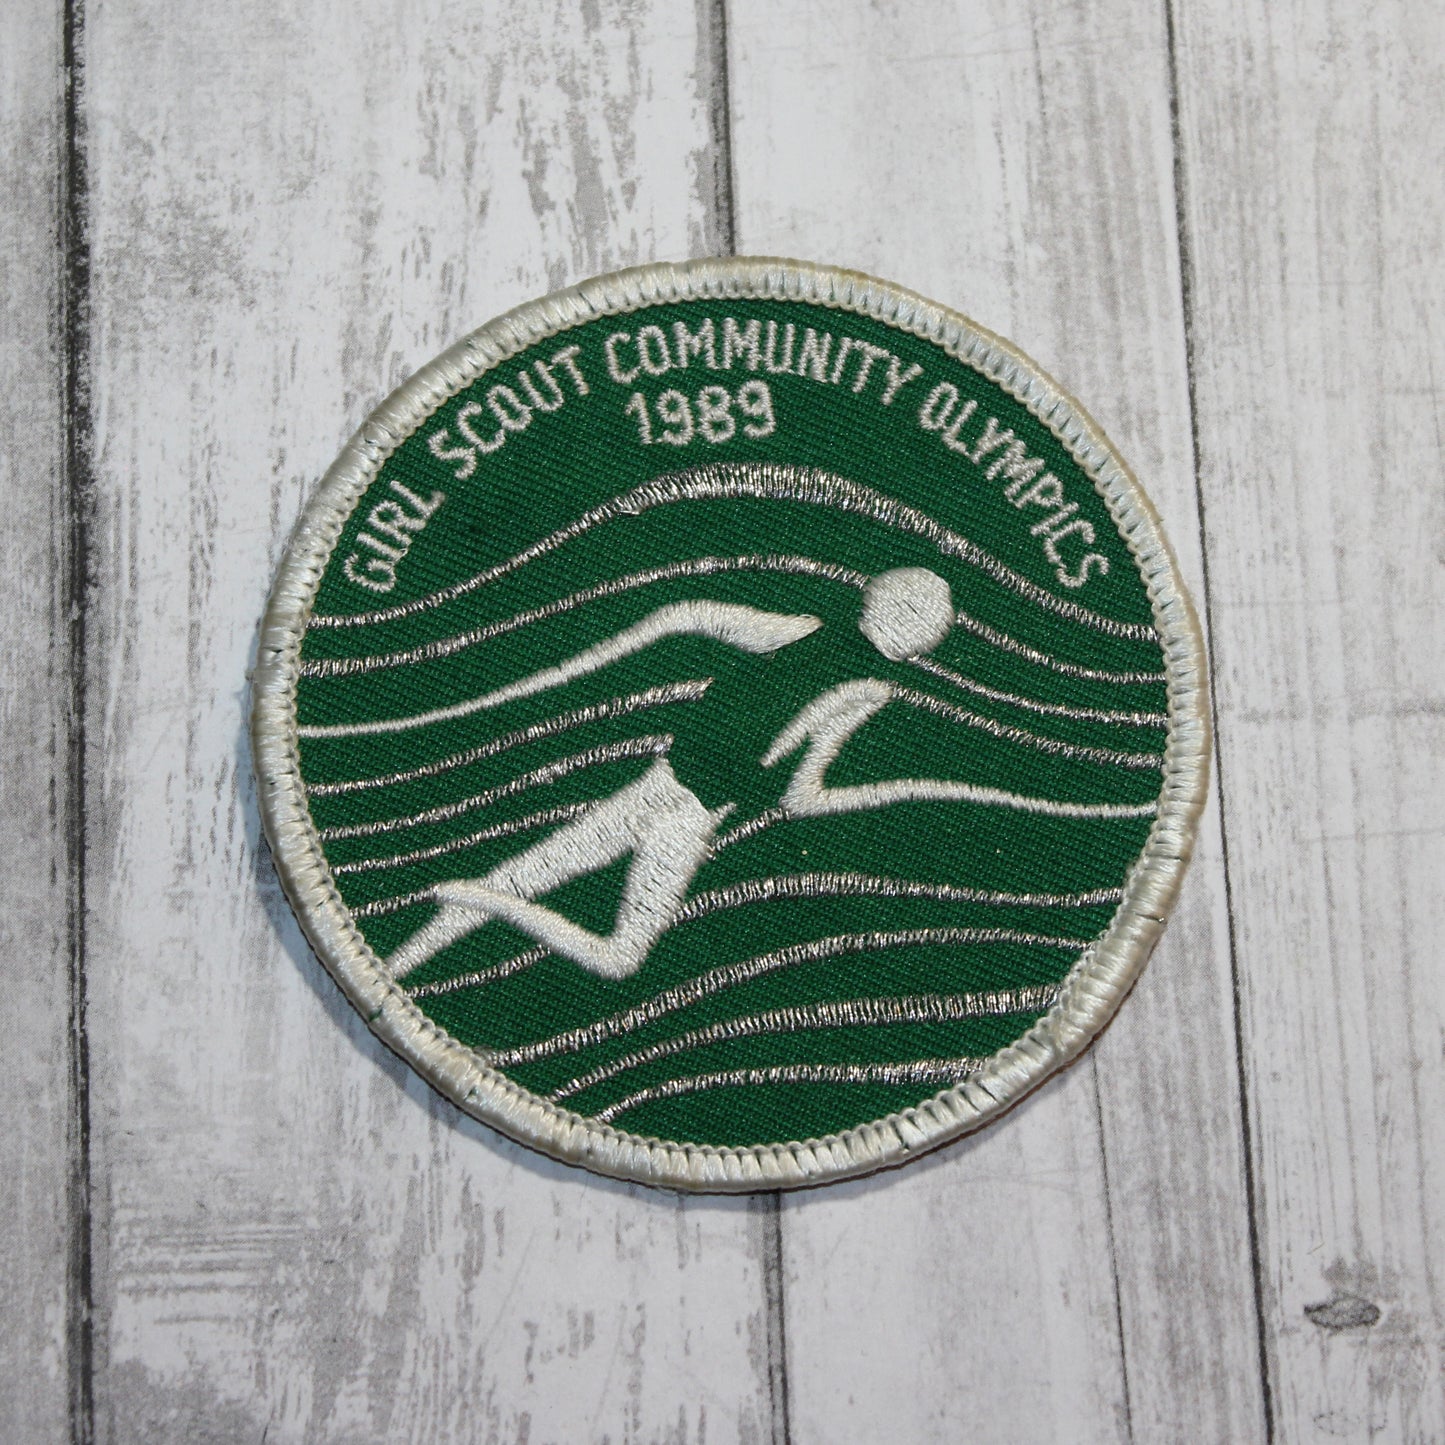 GIRL SCOUT COMMUNITY OLYMPICS
1989